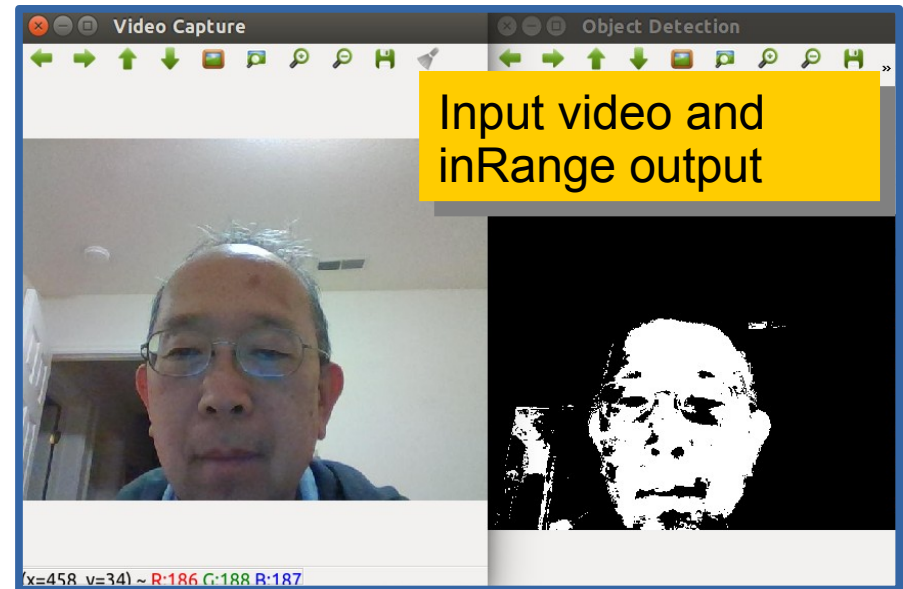 Video Capture
Object Detection
»
Input video and
inRange output
(x=458, y=34) ~ R:186 G:188 B:187